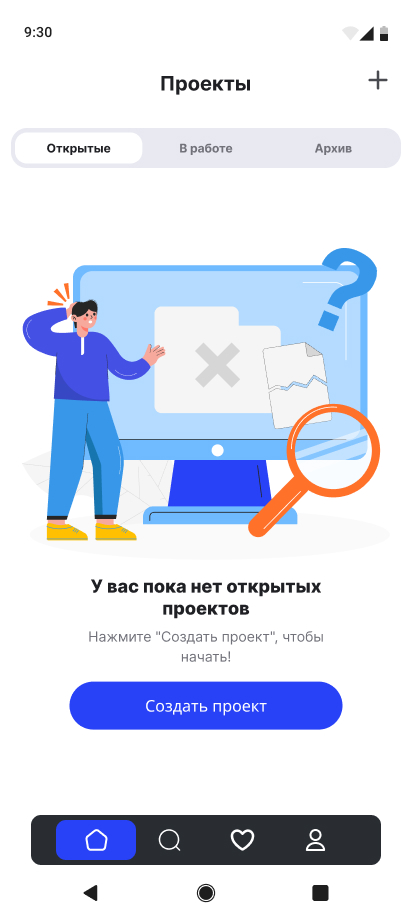 9:30
Проекты
Открытые
В работе
Архив
У вас пока нет открытых
проектов
Нажмите "Создать проект", чтобы
начать!
Создать проект